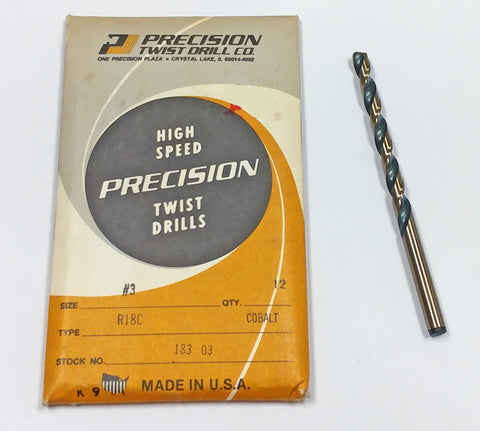 PRECISION
TWIST DRILL CO.
ONE PRECISION PLAZA • CRYSTAL LAKE, IL 60014-4002
HIGH
SPEED
PRECISION
TWIST
DRILLS
#3 12
SIZE QTY.
R18C COBALT
TYPE
183 03
STOCK NO.
K 9 MADE IN U.S.A.